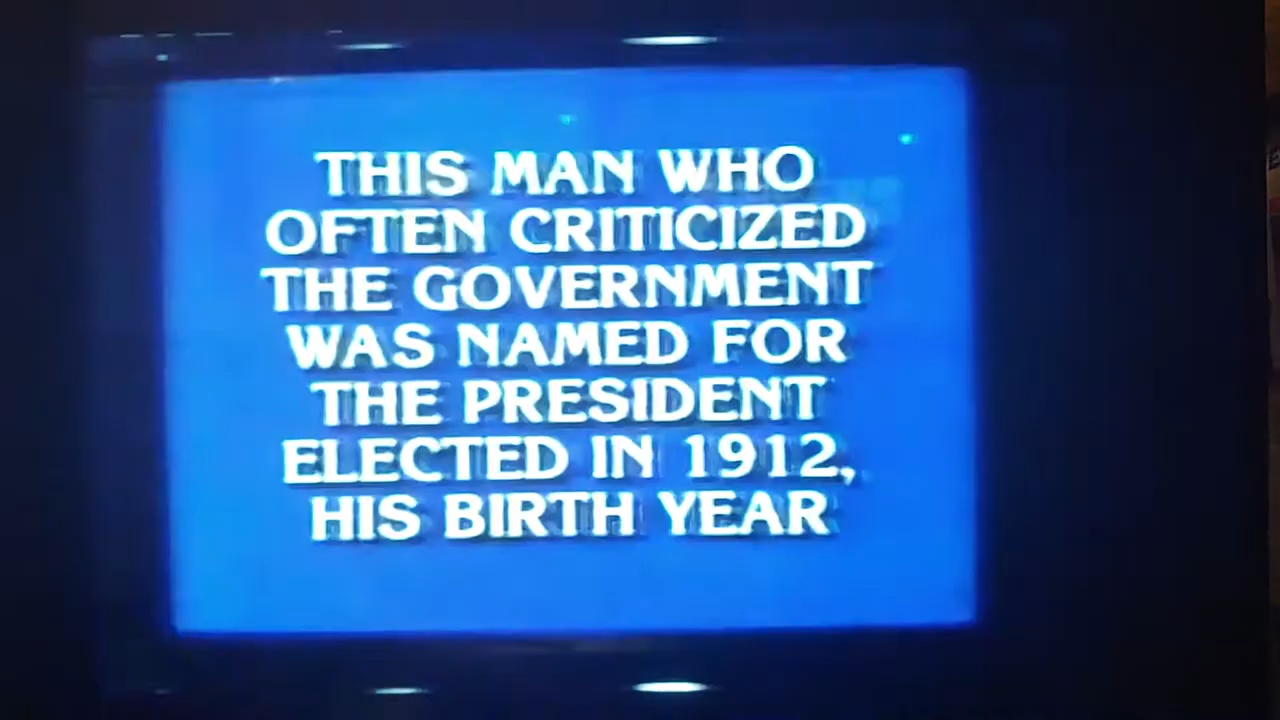 THIS MAN WHO
OFTEN CRITICIZED
THE GOVERNMENT
WAS NAMED FOR
THE PRESIDENT
ELECTED IN 1912,
HIS BIRTH YEAR